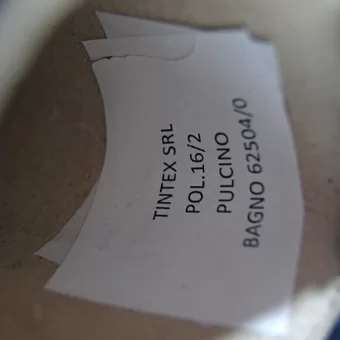 TINTEX SRL
POL.16/2
PULCINO
BAGNO 62504/0